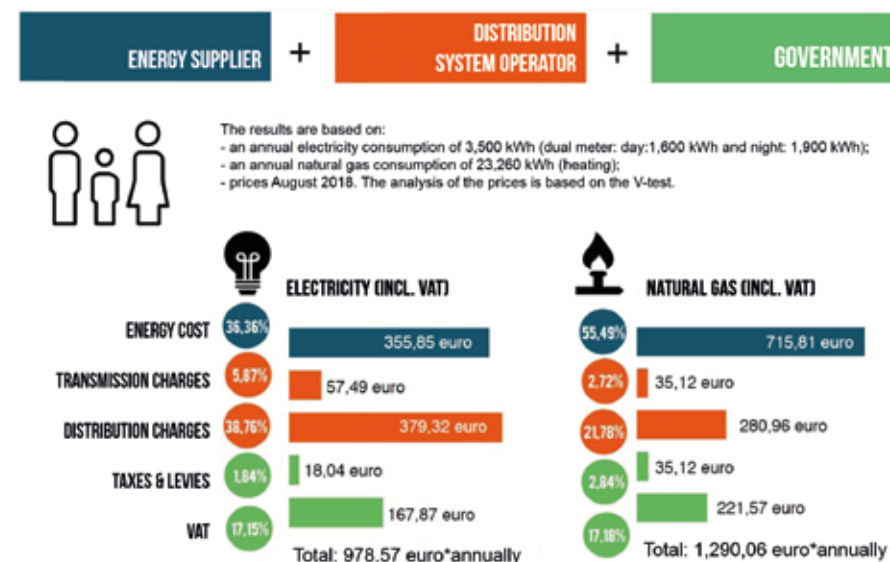 ENERGY SUPPLIER
+
DISTRIBUTION
SYSTEM OPERATOR
+
GOVERNMENT
The results are based on:
- an annual electricity consumption of 3,500 kWh (dual meter: day:1,600 kWh and night: 1,900 kWh);
- an annual natural gas consumption of 23,260 kWh (heating);
- prices August 2018. The analysis of the prices is based on the V-test.
ELECTRICITY (INCL. VAT)
NATURAL GAS (INCL. VAT)
ENERGY COST 36,36% 355,85 euro 55,49% 715,81 euro
TRANSMISSION CHARGES 5,87% 57,49 euro 2,72% 35,12 euro
DISTRIBUTION CHARGES 38,76% 379,32 euro 21,78% 280,96 euro
TAXES & LEVIES 1,84% 18,04 euro 2,84% 35,12 euro
VAT 17,15% 167,87 euro 17,18% 221,57 euro
Total: 978,57 euro*annually
Total: 1,290,06 euro*annually